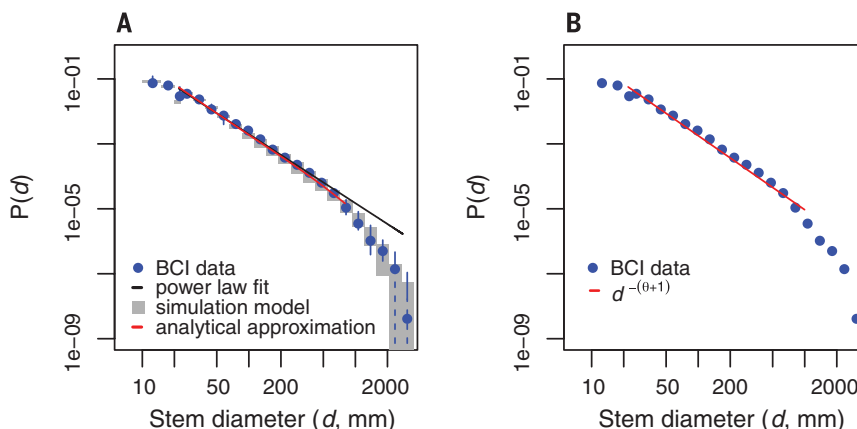 A
P(d)
1e-01
1e-05
1e-09
BCI data
power law fit
simulation model
analytical approximation
10 50 200 2000
Stem diameter (d, mm)
B
P(d)
1e-01
1e-05
1e-09
BCI data
d^-(θ+1)
10 50 200 2000
Stem diameter (d, mm)